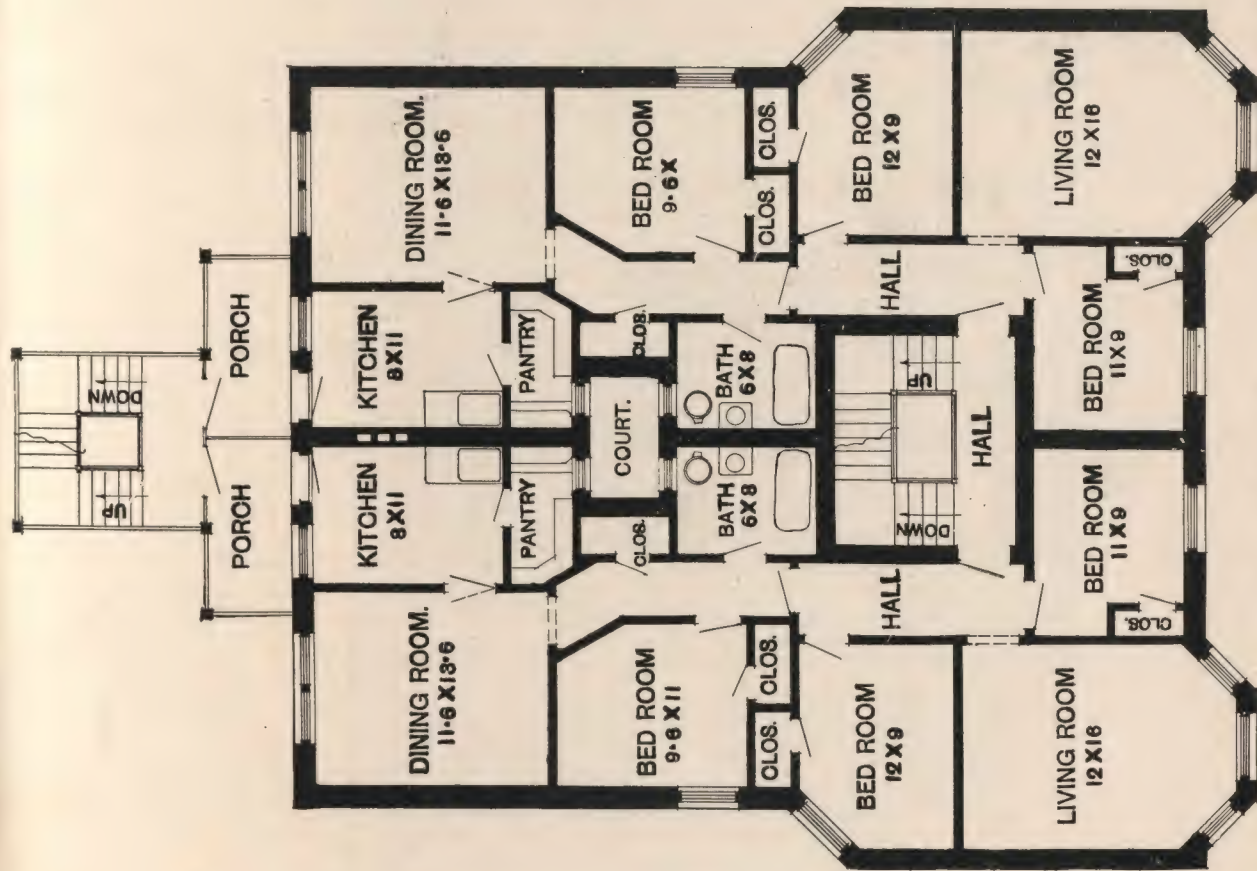 UP
DOWN
PORCH
PORCH
DINING ROOM.
11-6 X 13-6
KITCHEN
8 X 11
KITCHEN
8 X 11
DINING ROOM.
11-6 X 13-6
PANTRY
PANTRY
BED ROOM
9-6 X 11
CLOS.
COURT.
CLOS.
BED ROOM
9-6 X
CLOS.
CLOS.
BATH
6 X 8
BATH
6 X 8
CLOS.
CLOS.
BED ROOM
12 X 9
HALL
DOWN
UP
HALL
BED ROOM
12 X 9
HALL
LIVING ROOM
12 X 16
BED ROOM
11 X 9
BED ROOM
11 X 9
LIVING ROOM
12 X 16
CLOS.
CLOS.